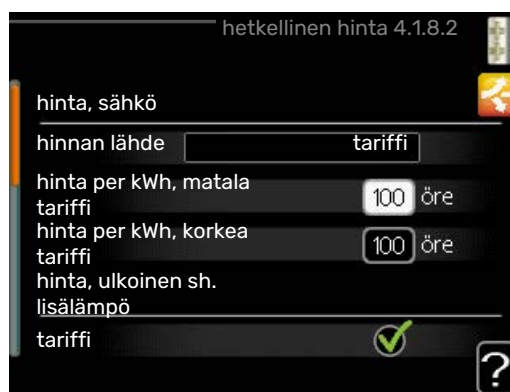 hetkellinen hinta 4.1.8.2
hinta, sähkö
hinnan lähde tariffi
hinta per kWh, matala
tariffi 100 öre
hinta per kWh, korkea
tariffi 100 öre
hinta, ulkoinen sh.
lisälämpö
tariffi
?